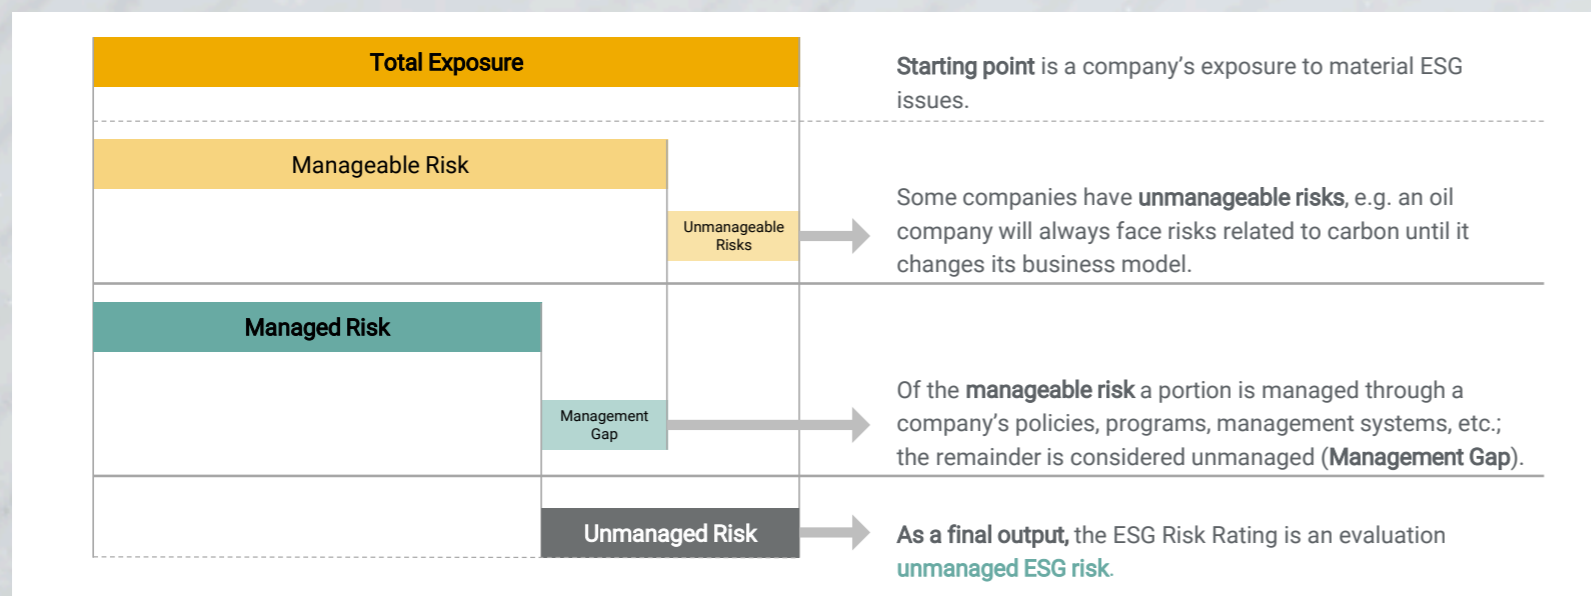 Total Exposure
Starting point is a company's exposure to material ESG
issues.
Manageable Risk
Unmanageable
Risks
Some companies have unmanageable risks, e.g. an oil
company will always face risks related to carbon until it
changes its business model.
Managed Risk
Management
Gap
Of the manageable risk a portion is managed through a
company's policies, programs, management systems, etc.;
the remainder is considered unmanaged (Management Gap).
Unmanaged Risk
As a final output, the ESG Risk Rating is an evaluation
unmanaged ESG risk.